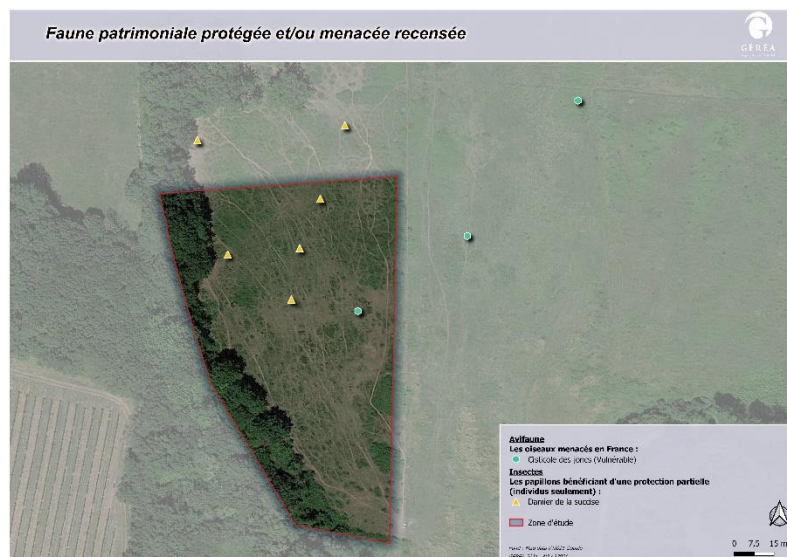 Faune patrimoniale protégée et/ou menacée recensée
GÉRÉA
Avifaune
Les oiseaux menacés en France :
Cisticole des joncs (Vulnérable)
Insectes
Les papillons bénéficiant d'une protection partielle
(individus seulement) :
Damier de la succise
Zone d'étude
0 7,5 15 m